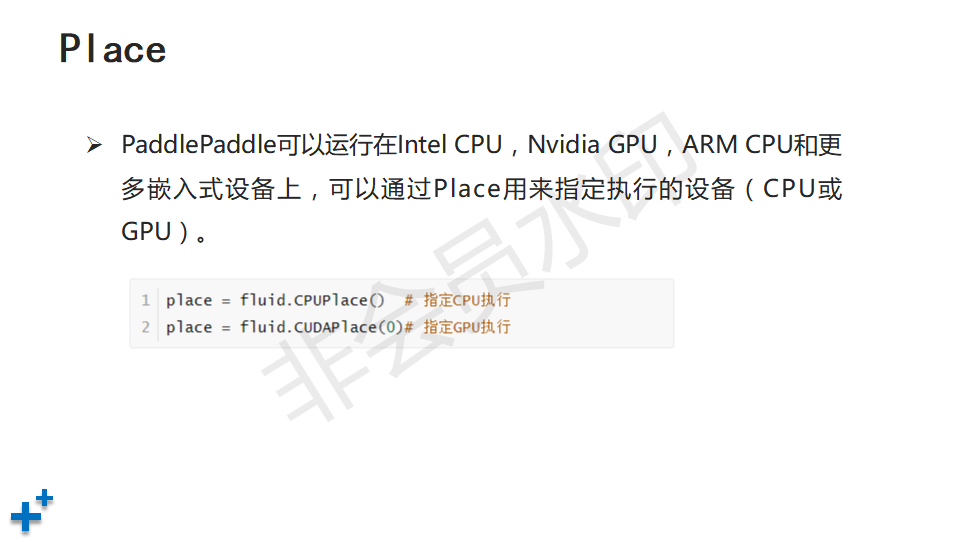 Place
➢ PaddlePaddle可以运行在Intel CPU，Nvidia GPU，ARM CPU和更
多嵌入式设备上，可以通过Place用来指定执行的设备（CPU或
GPU）。
1 place = fluid.CPUPlace()  # 指定CPU执行
2 place = fluid.CUDAPlace(0)# 指定GPU执行
非会员水印